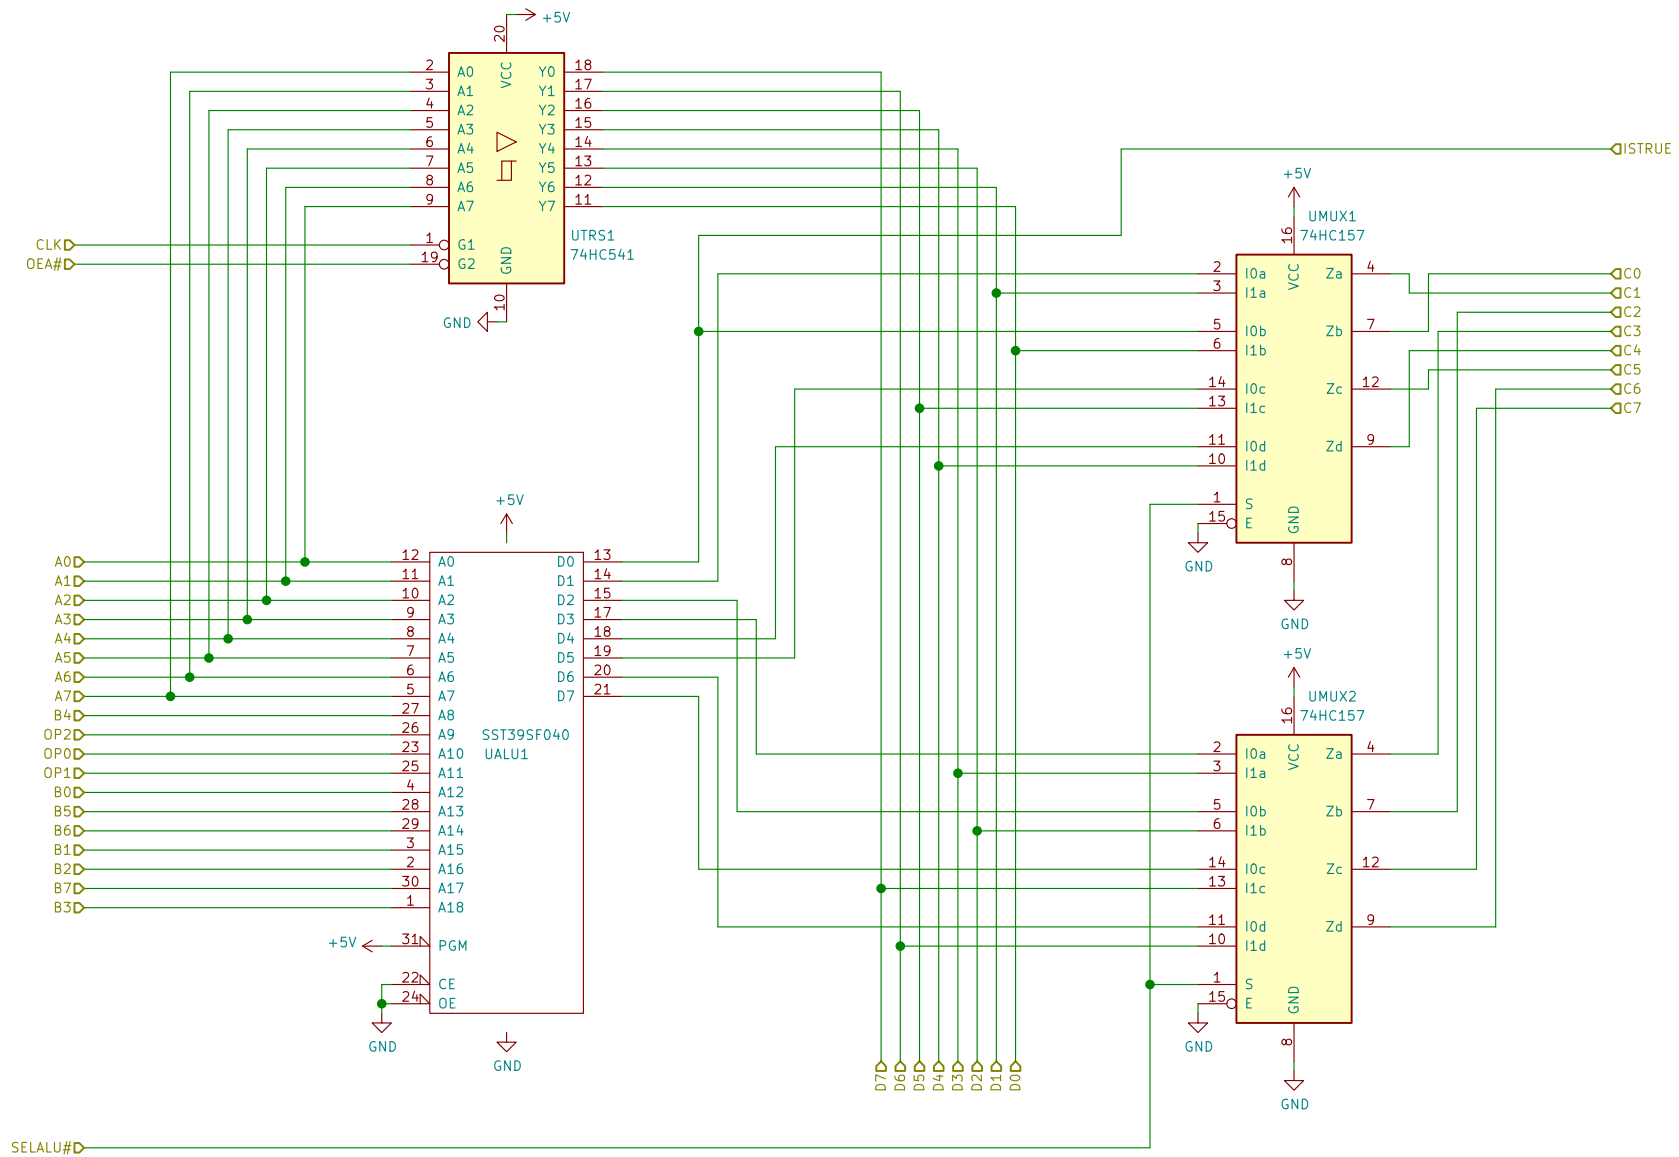 +5V
20
2 A0 VCC Y0 18
3 A1 Y1 17
4 A2 Y2 16
5 A3 Y3 15
6 A4 Y4 14
7 A5 Y5 13
8 A6 Y6 12
9 A7 Y7 11
CLK 1 G1
OEA# 19 G2
GND
10
GND
UTRS1
74HC541
ISTRUE
+5V
UMUX1
74HC157
16
2 I0a VCC Za 4
3 I1a
5 I0b Zb 7
6 I1b
14 I0c Zc 12
13 I1c
11 I0d Zd 9
10 I1d
1 S
15 E
GND
8
GND
GND
C0
C1
C2
C3
C4
C5
C6
C7
+5V
A0 12 A0 D0 13
A1 11 A1 D1 14
A2 10 A2 D2 15
A3 9 A3 D3 17
A4 8 A4 D4 18
A5 7 A5 D5 19
A6 6 A6 D6 20
A7 5 A7 D7 21
B4 27 A8
OP2 26 A9 SST39SF040
OP0 23 A10 UALU1
OP1 25 A11
B0 4 A12
B5 28 A13
B6 29 A14
B1 3 A15
B2 2 A16
B7 30 A17
B3 1 A18
+5V 31 PGM
22 CE
24 OE
GND
GND
+5V
UMUX2
74HC157
16
2 I0a VCC Za 4
3 I1a
5 I0b Zb 7
6 I1b
14 I0c Zc 12
13 I1c
11 I0d Zd 9
10 I1d
1 S
15 E
GND
8
GND
GND
D7 D6 D5 D4 D3 D2 D1 D0
SELALU#